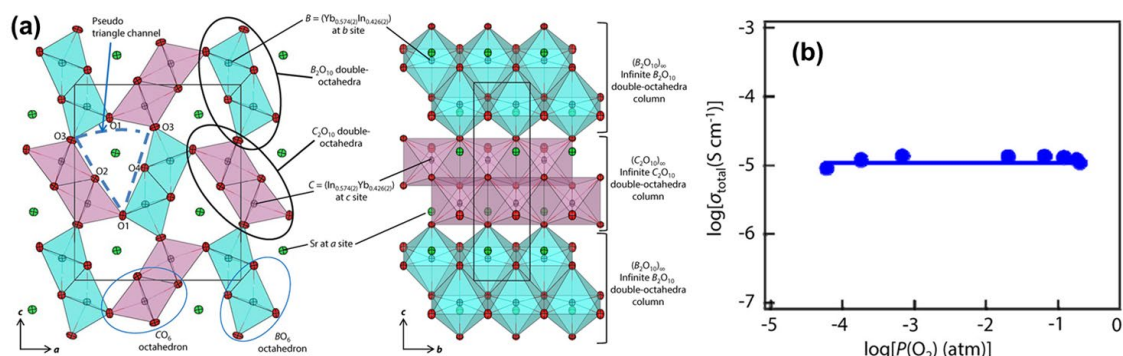 (a)
Pseudo
triangle channel
B = (Yb0.574(2)In0.426(2))
at b site
B2O10 double-
octahedra
O1
O3
O3
O2
O4
O1
C2O10 double-
octahedra
C = (In0.574(2)Yb0.426(2))
at c site
Sr at a site
CO6
octahedron
BO6
octahedron
c
a
(B2O10)∞
Infinite B2O10
double-octahedra
column
(C2O10)∞
Infinite C2O10
double-octahedra
column
(B2O10)∞
Infinite B2O10
double-octahedra
column
c
b
(b)
log[σtotal(S cm⁻¹)]
-3
-4
-5
-6
-7
-5
-4
-3
-2
-1
0
log[P(O2) (atm)]